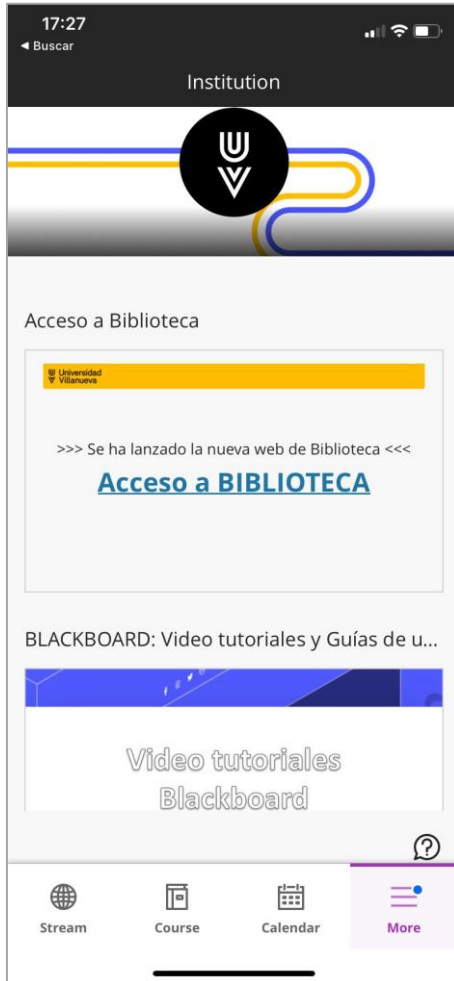 17:27
◀ Buscar
Institution
UV
Acceso a Biblioteca
Universidad
Villanueva
>>> Se ha lanzado la nueva web de Biblioteca <<<
Acceso a BIBLIOTECA
BLACKBOARD: Video tutoriales y Guías de u...
Video tutoriales
Blackboard
Stream
Course
Calendar
More